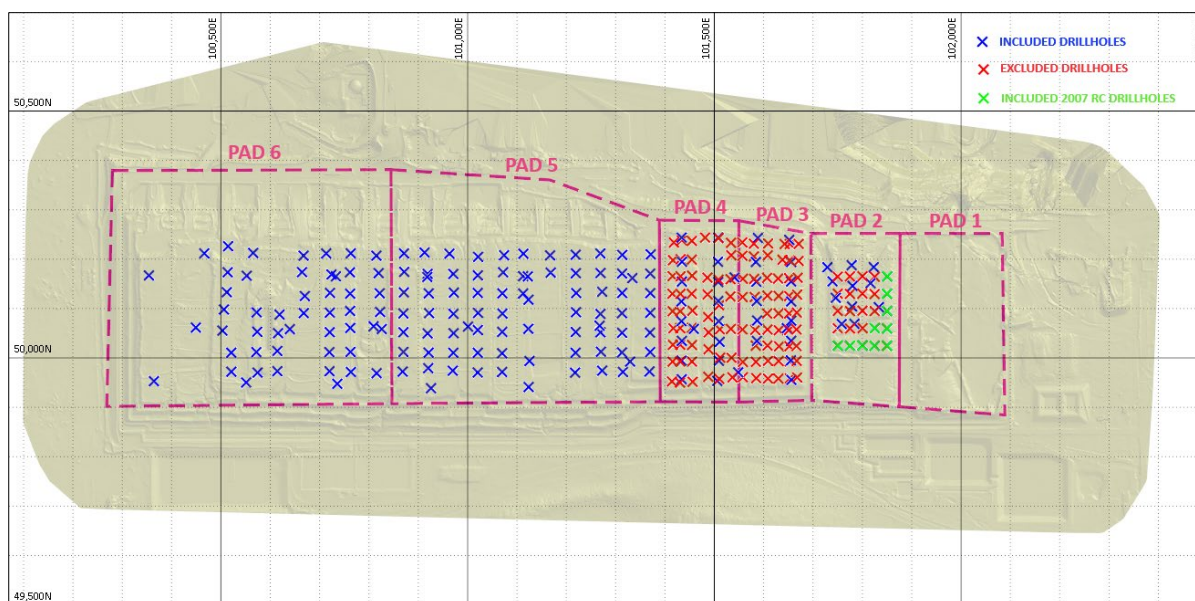 100,500E
101,000E
101,500E
102,000E
INCLUDED DRILLHOLES
EXCLUDED DRILLHOLES
INCLUDED 2007 RC DRILLHOLES
50,500N
PAD 6
PAD 5
PAD 4
PAD 3
PAD 2
PAD 1
50,000N
49,500N